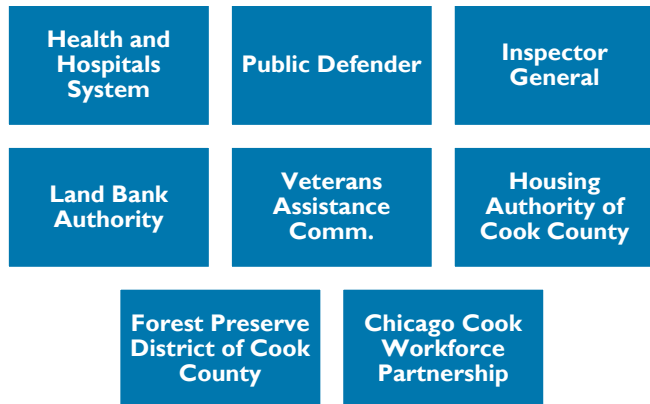 Health and
Hospitals
System
Public Defender
Inspector
General
Land Bank
Authority
Veterans
Assistance
Comm.
Housing
Authority of
Cook County
Forest Preserve
District of Cook
County
Chicago Cook
Workforce
Partnership